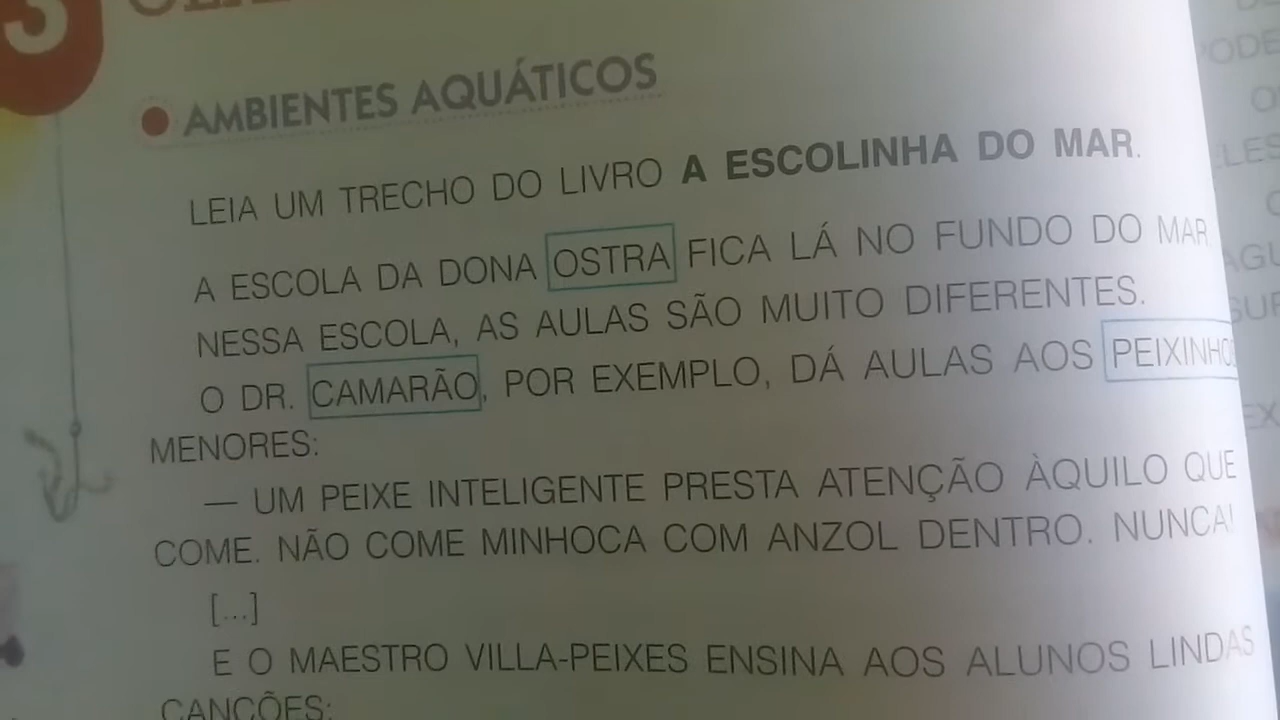 3
AMBIENTES AQUÁTICOS
LEIA UM TRECHO DO LIVRO A ESCOLINHA DO MAR.
A ESCOLA DA DONA OSTRA FICA LÁ NO FUNDO DO MAR
NESSA ESCOLA, AS AULAS SÃO MUITO DIFERENTES.
O DR. CAMARÃO, POR EXEMPLO, DÁ AULAS AOS PEIXINHOS
MENORES:
— UM PEIXE INTELIGENTE PRESTA ATENÇÃO ÀQUILO QUE
COME. NÃO COME MINHOCA COM ANZOL DENTRO. NUNCA!
[...]
E O MAESTRO VILLA-PEIXES ENSINA AOS ALUNOS LINDAS
CANÇÕES: